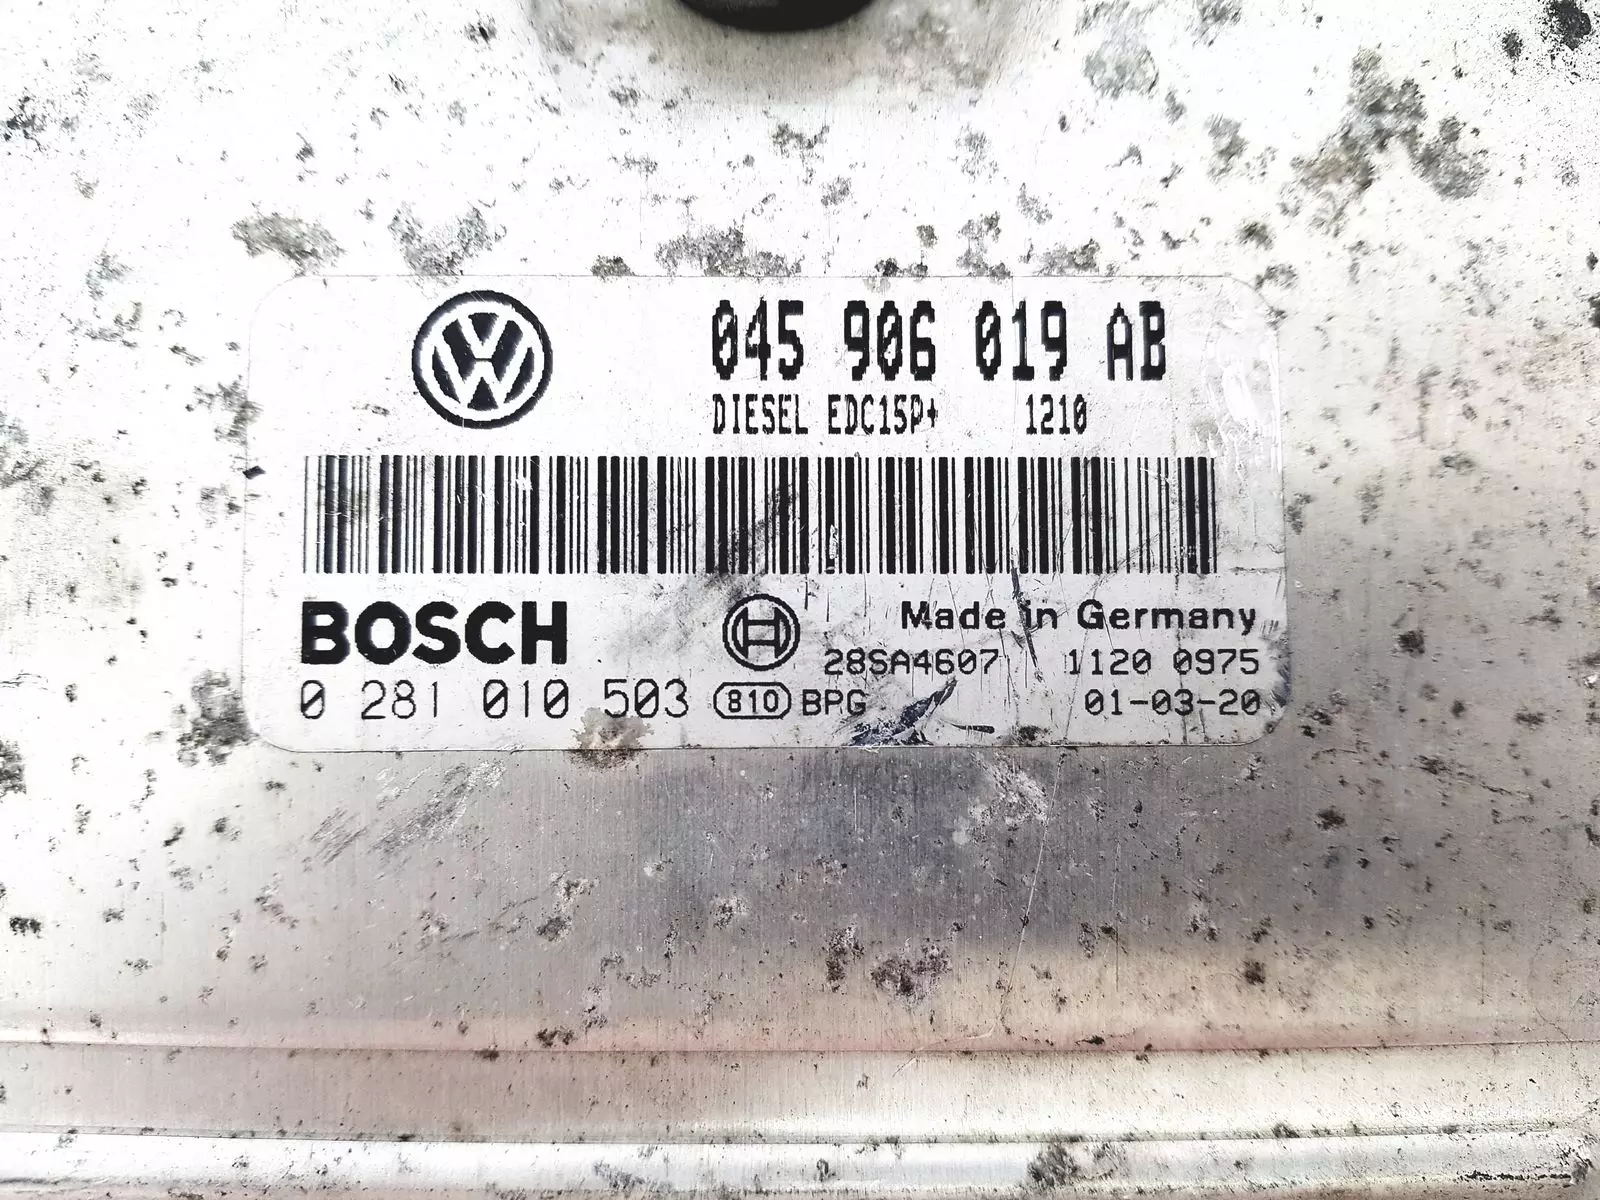 045 906 019 AB
DIESEL EDC15P+ 1210
BOSCH
Made in Germany
28SA4607 1120 0975
0 281 010 503 810 BPG 01-03-20